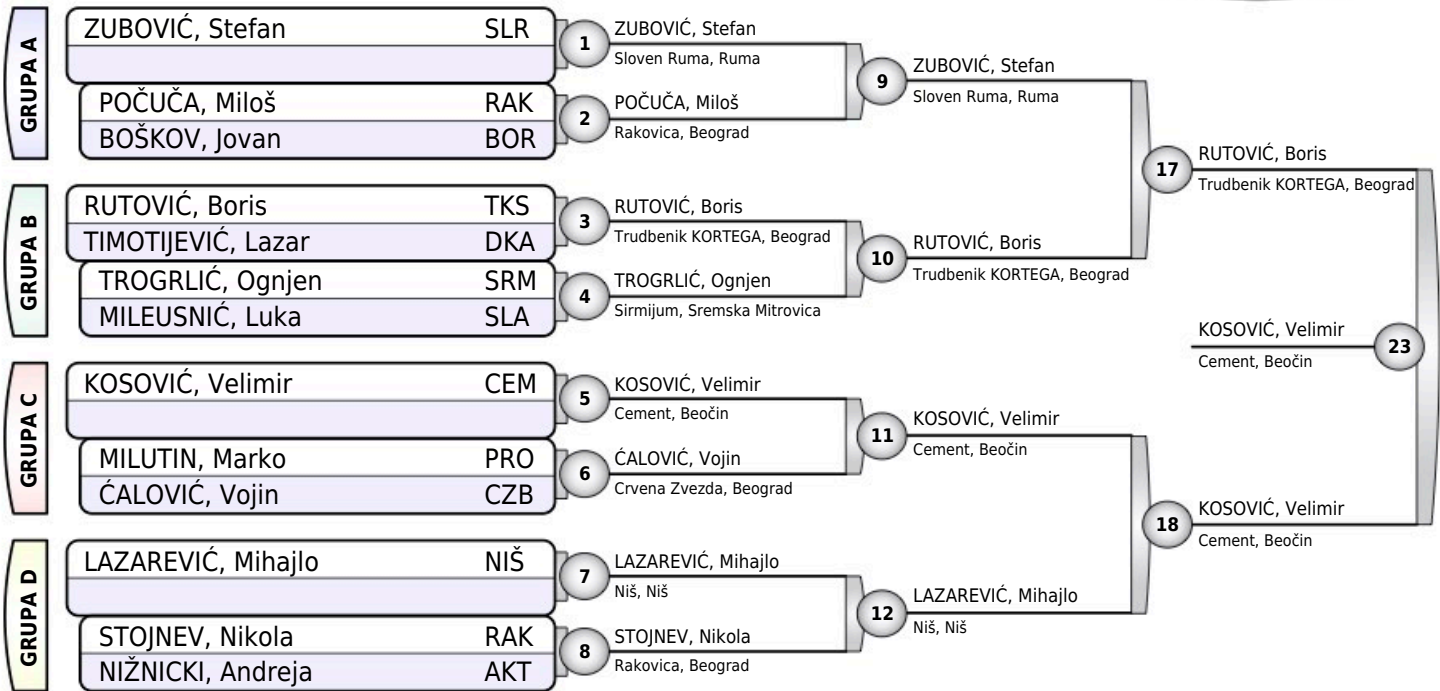 GRUPA A
ZUBOVIĆ, Stefan SLR
POČUČA, Miloš RAK
BOŠKOV, Jovan BOR
GRUPA B
RUTOVIĆ, Boris TKS
TIMOTIJEVIĆ, Lazar DKA
TROGRLIĆ, Ognjen SRM
MILEUSNIĆ, Luka SLA
GRUPA C
KOSOVIĆ, Velimir CEM
MILUTIN, Marko PRO
ĆALOVIĆ, Vojin CZB
GRUPA D
LAZAREVIĆ, Mihajlo NIŠ
STOJNEV, Nikola RAK
NIŽNICKI, Andreja AKT
1
ZUBOVIĆ, Stefan
Sloven Ruma, Ruma
2
POČUČA, Miloš
Rakovica, Beograd
3
RUTOVIĆ, Boris
Trudbenik KORTEGA, Beograd
4
TROGRLIĆ, Ognjen
Sirmijum, Sremska Mitrovica
5
KOSOVIĆ, Velimir
Cement, Beočin
6
ĆALOVIĆ, Vojin
Crvena Zvezda, Beograd
7
LAZAREVIĆ, Mihajlo
Niš, Niš
8
STOJNEV, Nikola
Rakovica, Beograd
9
ZUBOVIĆ, Stefan
Sloven Ruma, Ruma
10
RUTOVIĆ, Boris
Trudbenik KORTEGA, Beograd
11
KOSOVIĆ, Velimir
Cement, Beočin
12
LAZAREVIĆ, Mihajlo
Niš, Niš
17
RUTOVIĆ, Boris
Trudbenik KORTEGA, Beograd
18
KOSOVIĆ, Velimir
Cement, Beočin
KOSOVIĆ, Velimir
Cement, Beočin
23